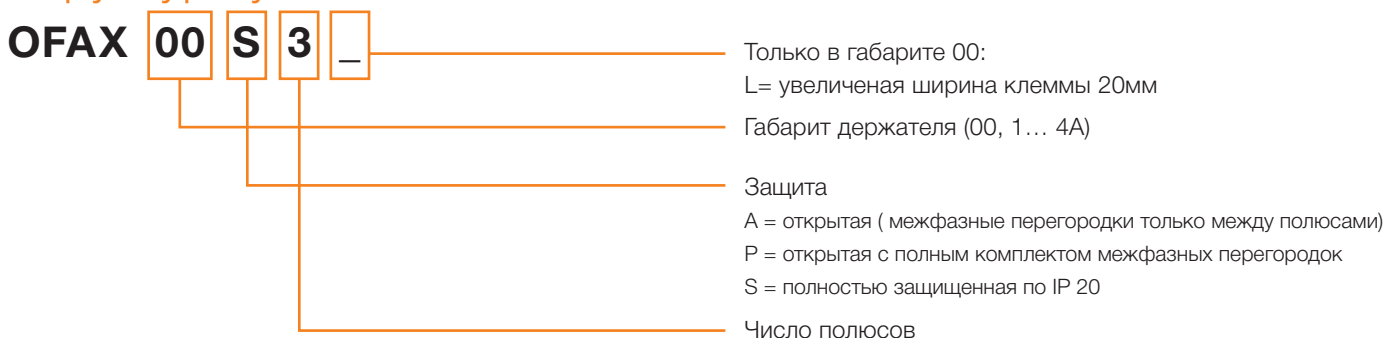 OFAX 00 S 3 _
Только в габарите 00:
L= увеличеная ширина клеммы 20мм
Габарит держателя (00, 1... 4А)
Защита
А = открытая ( межфазные перегородки только между полюсами)
Р = открытая с полным комплектом межфазных перегородок
S = полностью защищенная по IP 20
Число полюсов